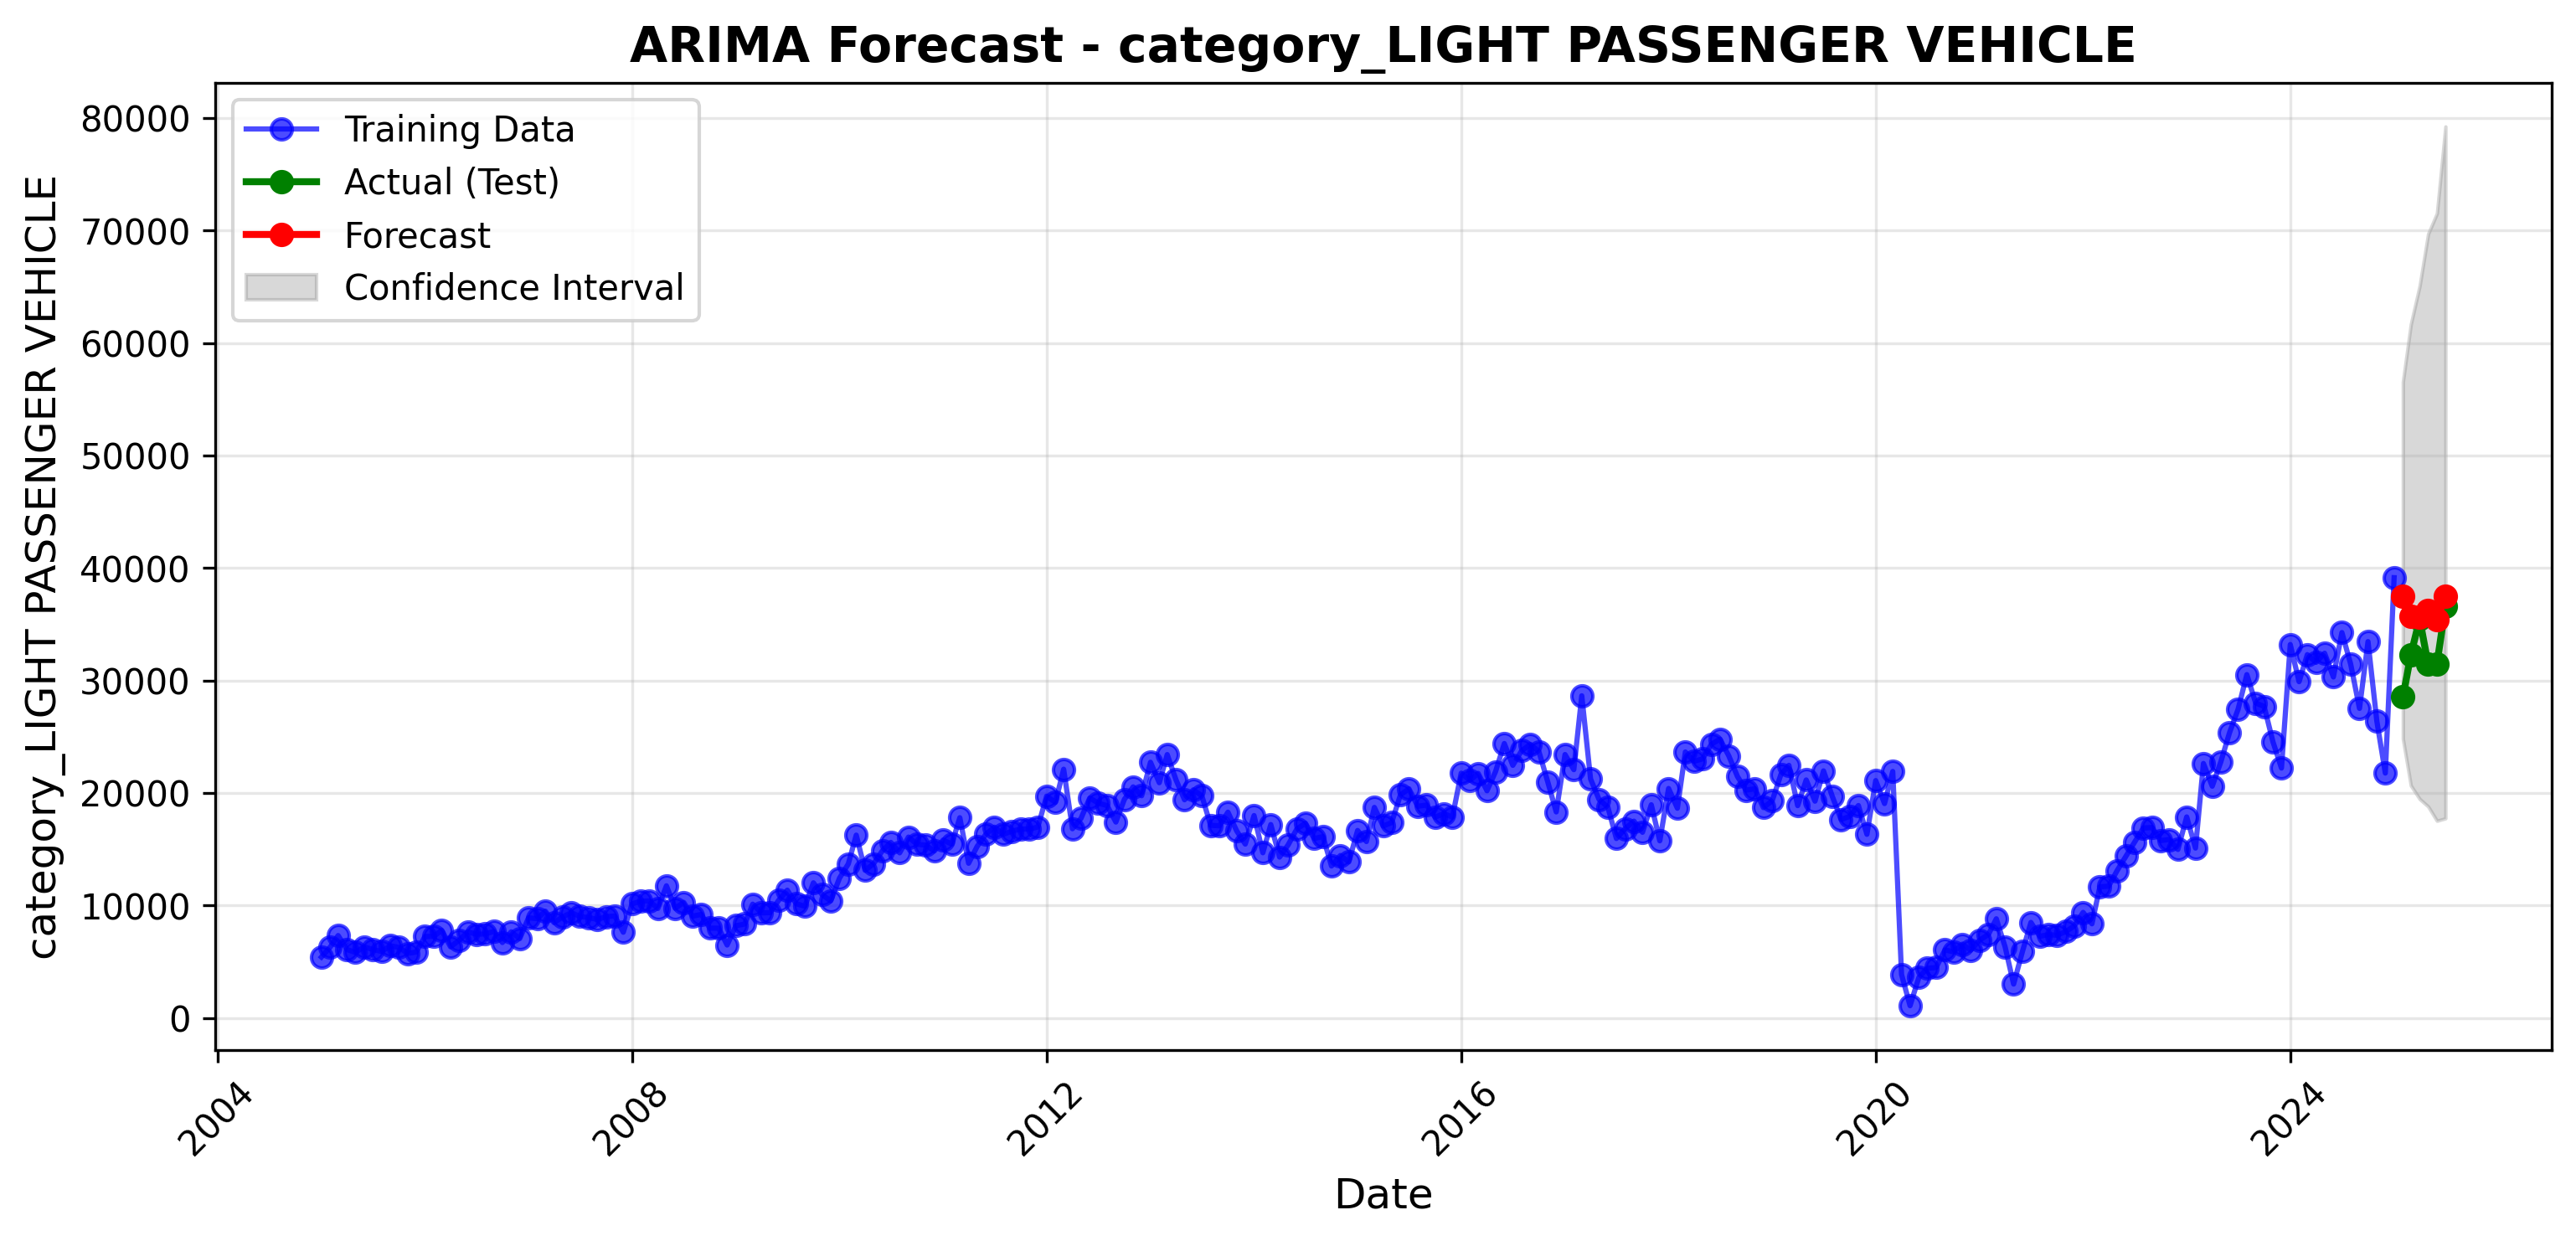 ARIMA Forecast - category_LIGHT PASSENGER VEHICLE
Training Data
Actual (Test)
Forecast
Confidence Interval
category_LIGHT PASSENGER VEHICLE
80000
70000
60000
50000
40000
30000
20000
10000
0
2004
2008
2012
2016
2020
2024
Date